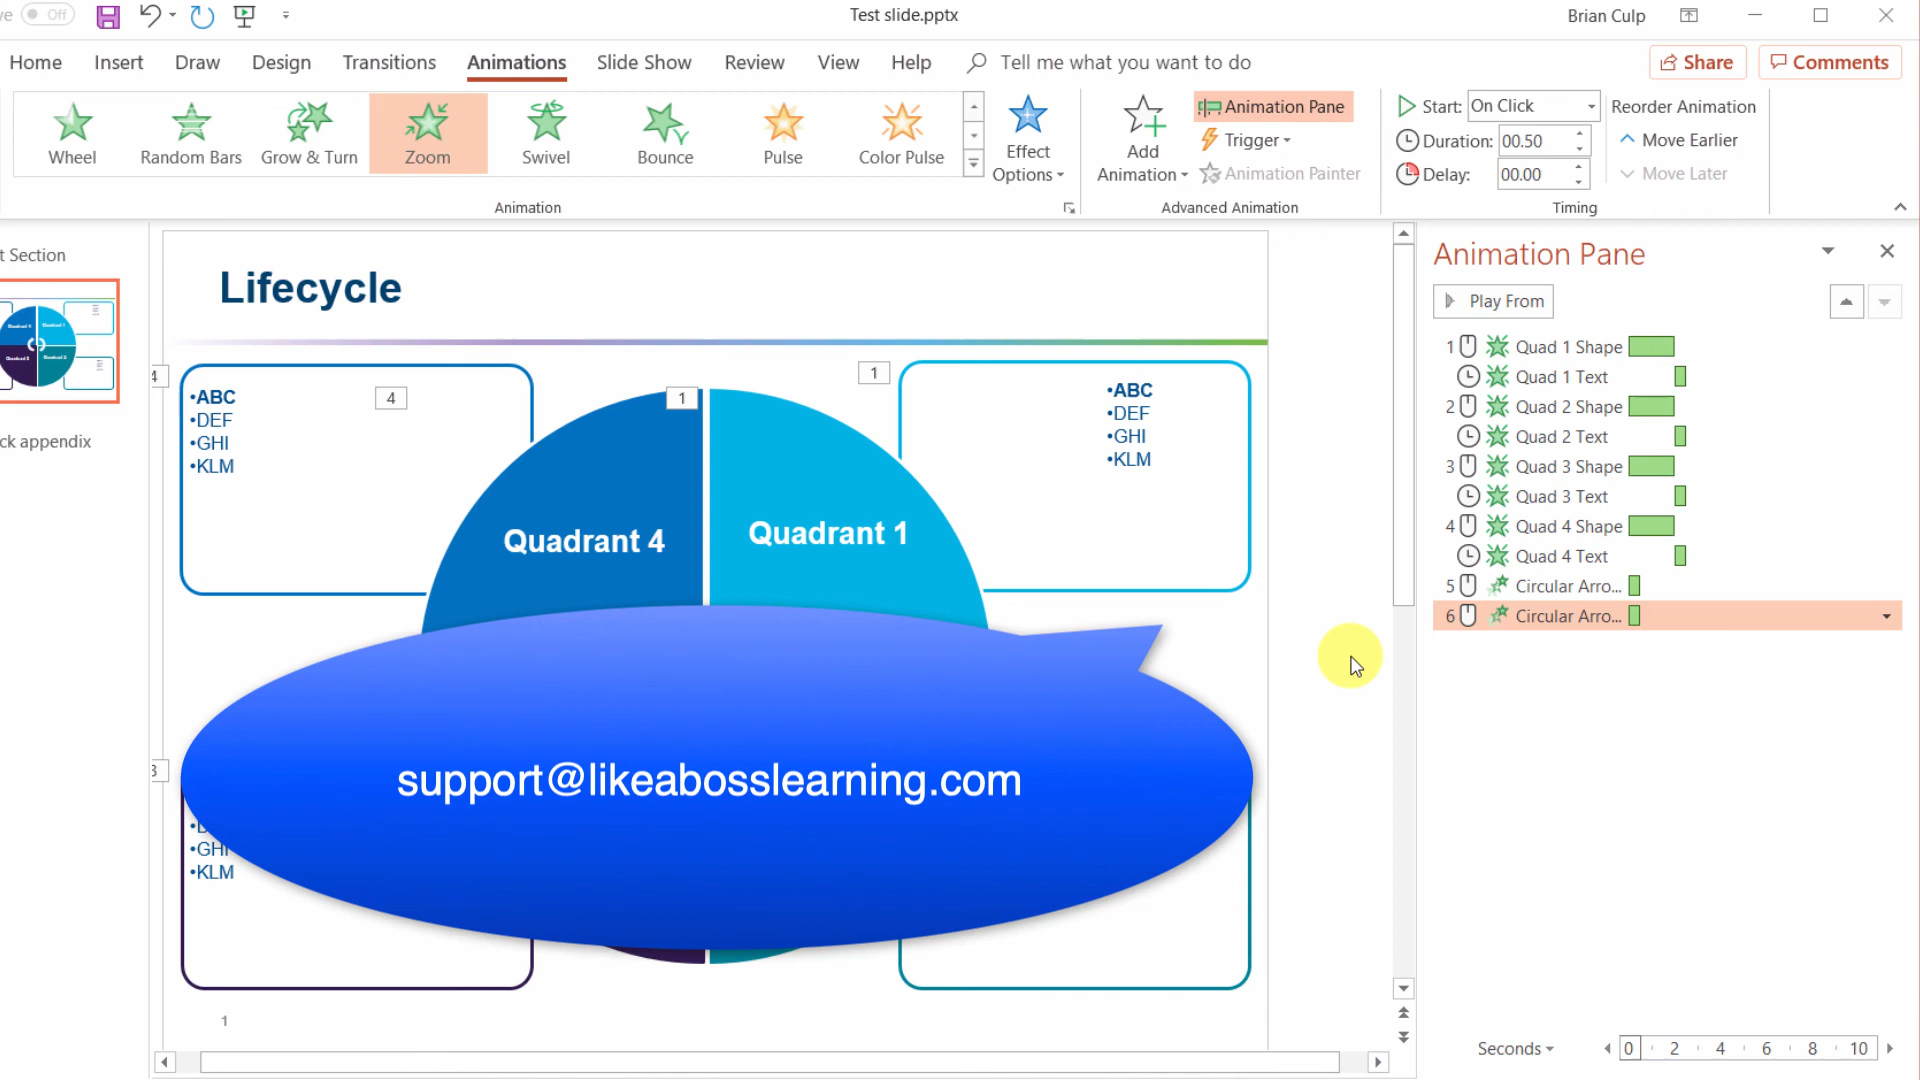 Off
Test slide.pptx
Brian Culp
Home Insert Draw Design Transitions Animations Slide Show Review View Help Tell me what you want to do
Share Comments
Wheel Random Bars Grow & Turn Zoom Swivel Bounce Pulse Color Pulse
Effect Options
Add Animation
Animation Pane
Trigger
Animation Painter
Start: On Click
Duration: 00.50
Delay: 00.00
Reorder Animation
Move Earlier
Move Later
Animation
Advanced Animation
Timing
t Section
ck appendix
Lifecycle
4
•ABC
•DEF
•GHI
•KLM
4
1
1
•ABC
•DEF
•GHI
•KLM
Quadrant 4
Quadrant 1
support@likeabosslearning.com
3
•GHI
•KLM
1
Animation Pane
Play From
1 Quad 1 Shape
Quad 1 Text
2 Quad 2 Shape
Quad 2 Text
3 Quad 3 Shape
Quad 3 Text
4 Quad 4 Shape
Quad 4 Text
5 Circular Arro...
6 Circular Arro...
Seconds 0 2 4 6 8 10